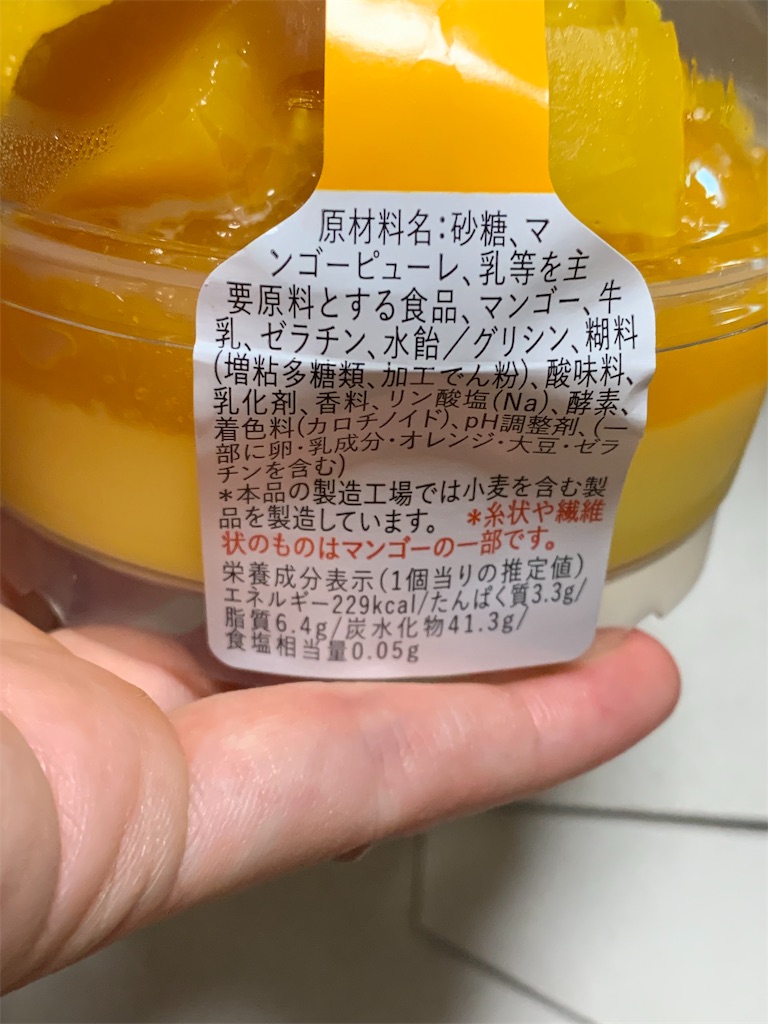 原材料名:砂糖、マ
ンゴーピューレ、乳等を主
要原料とする食品、マンゴー、牛
乳、ゼラチン、水飴/グリシン、糊料
(増粘多糖類、加工でん粉)、酸味料、
乳化剤、香料、リン酸塩(Na)、酵素、
着色料(カロチノイド)、pH調整剤、(一
部に卵・乳成分・オレンジ・大豆・ゼラ
チンを含む)
*本品の製造工場では小麦を含む製
品を製造しています。 *糸状や繊維
状のものはマンゴーの一部です。
栄養成分表示(1個当りの推定値)
エネルギー229kcal/たんぱく質3.3g/
脂質6.4g/炭水化物41.3g/
食塩相当量0.05g